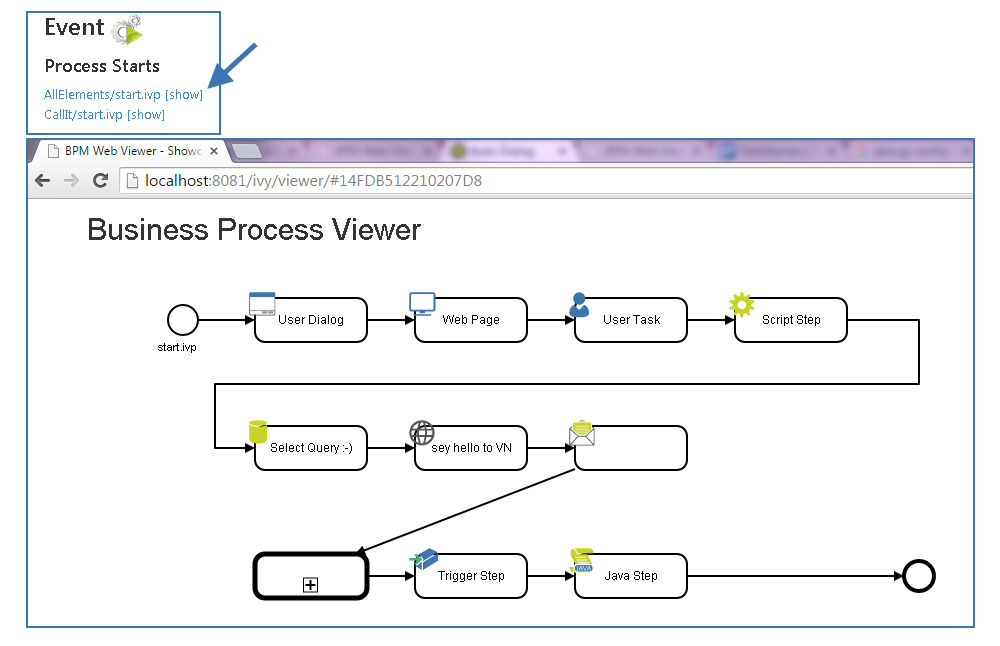 Event
Process Starts
AllElements/start.ivp [show]
CallIt/start.ivp [show]
BPM Web Viewer - Showc
localhost:8081/ivy/viewer/#14FDB512210207D8
Business Process Viewer
start.ivp
User Dialog
Web Page
User Task
Script Step
Select Query :-)
sey hello to VN
Trigger Step
Java Step
JAVA